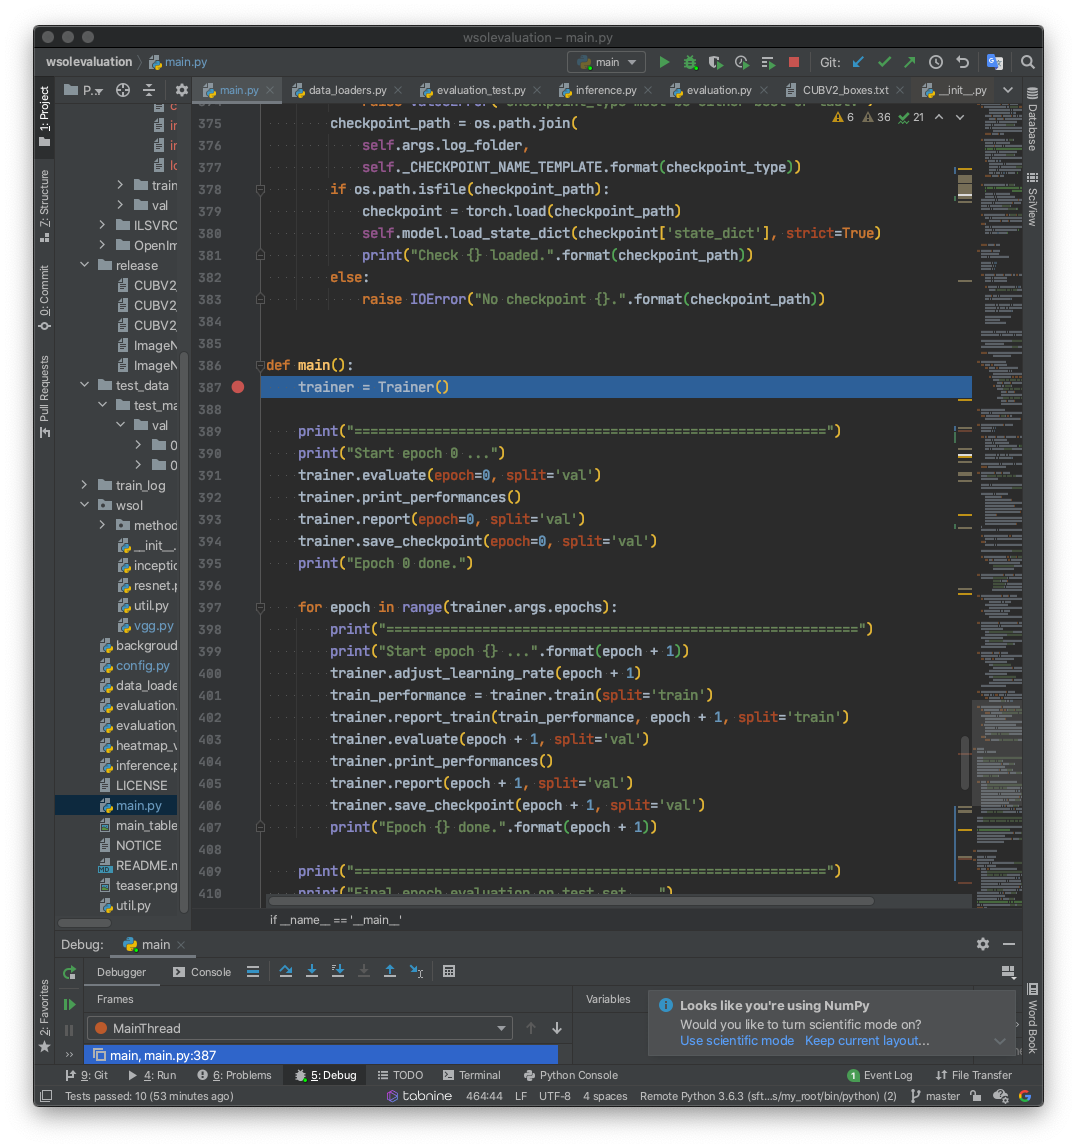 wsolevaluation – main.py
wsolevaluation
main.py
main
Git:
1: Project
Z: Structure
0: Commit
Pull Requests
2: Favorites
Database
SciView
Word Book
P..
main.py
data_loaders.py
evaluation_test.py
inference.py
evaluation.py
CUBV2_boxes.txt
__init__.py
6
36
21
c
in
in
lo
train
val
ILSVRC
OpenIm
release
CUBV2_
CUBV2_
CUBV2_
ImageN
ImageN
test_data
test_ma
val
0
0
train_log
wsol
method
__init__.
inceptio
resnet.p
util.py
vgg.py
backgroud
config.py
data_loade
evaluation.
evaluation_
heatmap_v
inference.p
LICENSE
main.py
main_table
NOTICE
README.m
teaser.png
util.py
375 checkpoint_path = os.path.join(
376 self.args.log_folder,
377 self._CHECKPOINT_NAME_TEMPLATE.format(checkpoint_type))
378 if os.path.isfile(checkpoint_path):
379 checkpoint = torch.load(checkpoint_path)
380 self.model.load_state_dict(checkpoint['state_dict'], strict=True)
381 print("Check {} loaded.".format(checkpoint_path))
382 else:
383 raise IOError("No checkpoint {}.".format(checkpoint_path))
384
385
386 def main():
387 trainer = Trainer()
388
389 print("===========================================================")
390 print("Start epoch 0 ...")
391 trainer.evaluate(epoch=0, split='val')
392 trainer.print_performances()
393 trainer.report(epoch=0, split='val')
394 trainer.save_checkpoint(epoch=0, split='val')
395 print("Epoch 0 done.")
396
397 for epoch in range(trainer.args.epochs):
398 print("===========================================================")
399 print("Start epoch {} ...".format(epoch + 1))
400 trainer.adjust_learning_rate(epoch + 1)
401 train_performance = trainer.train(split='train')
402 trainer.report_train(train_performance, epoch + 1, split='train')
403 trainer.evaluate(epoch + 1, split='val')
404 trainer.print_performances()
405 trainer.report(epoch + 1, split='val')
406 trainer.save_checkpoint(epoch + 1, split='val')
407 print("Epoch {} done.".format(epoch + 1))
408
409 print("===========================================================")
410 print("Final epoch evaluation on test set ...")
if __name__ == '__main__'
Debug:
main
Debugger
Console
Frames
Variables
MainThread
main, main.py:387
Looks like you're using NumPy
Would you like to turn scientific mode on?
Use scientific mode Keep current layout...
9: Git
4: Run
6: Problems
5: Debug
TODO
Terminal
Python Console
1 Event Log
File Transfer
Tests passed: 10 (53 minutes ago)
tabnine
464:44
LF
UTF-8
4 spaces
Remote Python 3.6.3 (sft...s/my_root/bin/python) (2)
master